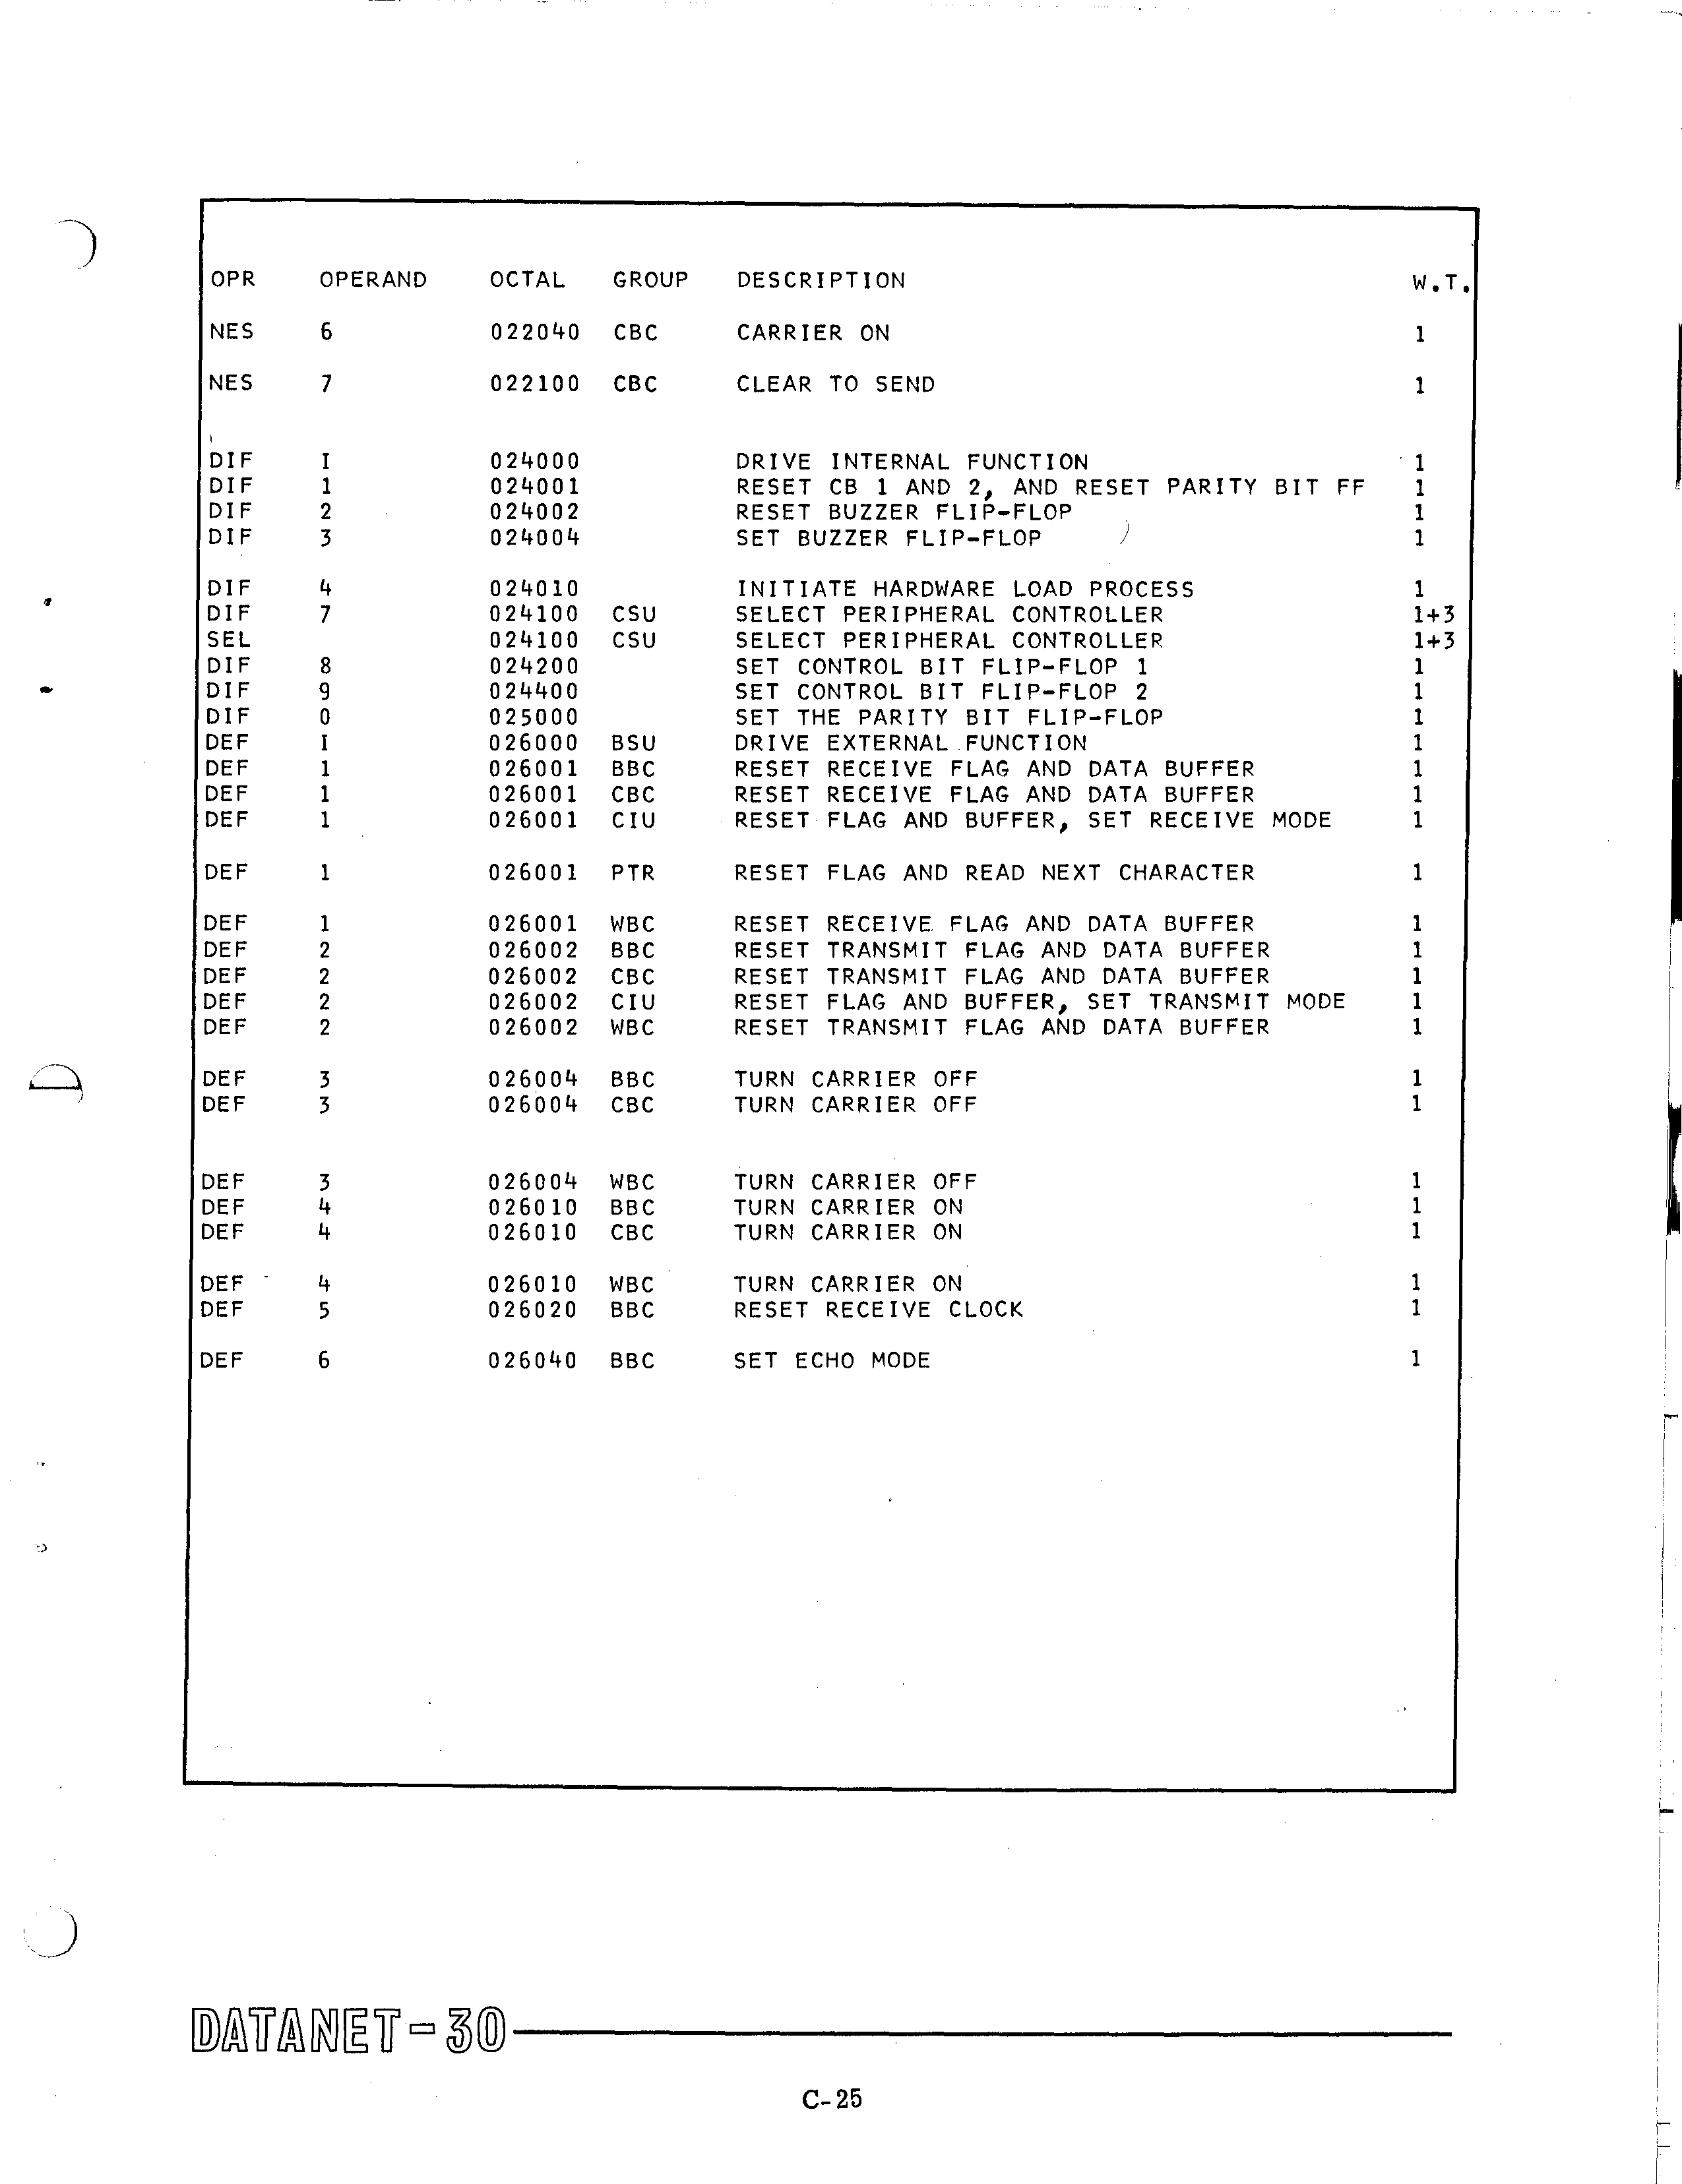 OPR OPERAND OCTAL GROUP DESCRIPTION W.T.
NES 6 022040 CBC CARRIER ON 1
NES 7 022100 CBC CLEAR TO SEND 1
DIF I 024000 DRIVE INTERNAL FUNCTION 1
DIF 1 024001 RESET CB 1 AND 2, AND RESET PARITY BIT FF 1
DIF 2 024002 RESET BUZZER FLIP-FLOP 1
DIF 3 024004 SET BUZZER FLIP-FLOP 1
DIF 4 024010 INITIATE HARDWARE LOAD PROCESS 1
DIF 7 024100 CSU SELECT PERIPHERAL CONTROLLER 1+3
SEL 024100 CSU SELECT PERIPHERAL CONTROLLER 1+3
DIF 8 024200 SET CONTROL BIT FLIP-FLOP 1 1
DIF 9 024400 SET CONTROL BIT FLIP-FLOP 2 1
DIF 0 025000 SET THE PARITY BIT FLIP-FLOP 1
DEF I 026000 BSU DRIVE EXTERNAL FUNCTION 1
DEF 1 026001 BBC RESET RECEIVE FLAG AND DATA BUFFER 1
DEF 1 026001 CBC RESET RECEIVE FLAG AND DATA BUFFER 1
DEF 1 026001 CIU RESET FLAG AND BUFFER, SET RECEIVE MODE 1
DEF 1 026001 PTR RESET FLAG AND READ NEXT CHARACTER 1
DEF 1 026001 WBC RESET RECEIVE FLAG AND DATA BUFFER 1
DEF 2 026002 BBC RESET TRANSMIT FLAG AND DATA BUFFER 1
DEF 2 026002 CBC RESET TRANSMIT FLAG AND DATA BUFFER 1
DEF 2 026002 CIU RESET FLAG AND BUFFER, SET TRANSMIT MODE 1
DEF 2 026002 WBC RESET TRANSMIT FLAG AND DATA BUFFER 1
DEF 3 026004 BBC TURN CARRIER OFF 1
DEF 3 026004 CBC TURN CARRIER OFF 1
DEF 3 026004 WBC TURN CARRIER OFF 1
DEF 4 026010 BBC TURN CARRIER ON 1
DEF 4 026010 CBC TURN CARRIER ON 1
DEF 4 026010 WBC TURN CARRIER ON 1
DEF 5 026020 BBC RESET RECEIVE CLOCK 1
DEF 6 026040 BBC SET ECHO MODE 1
DATANET-30
C-25